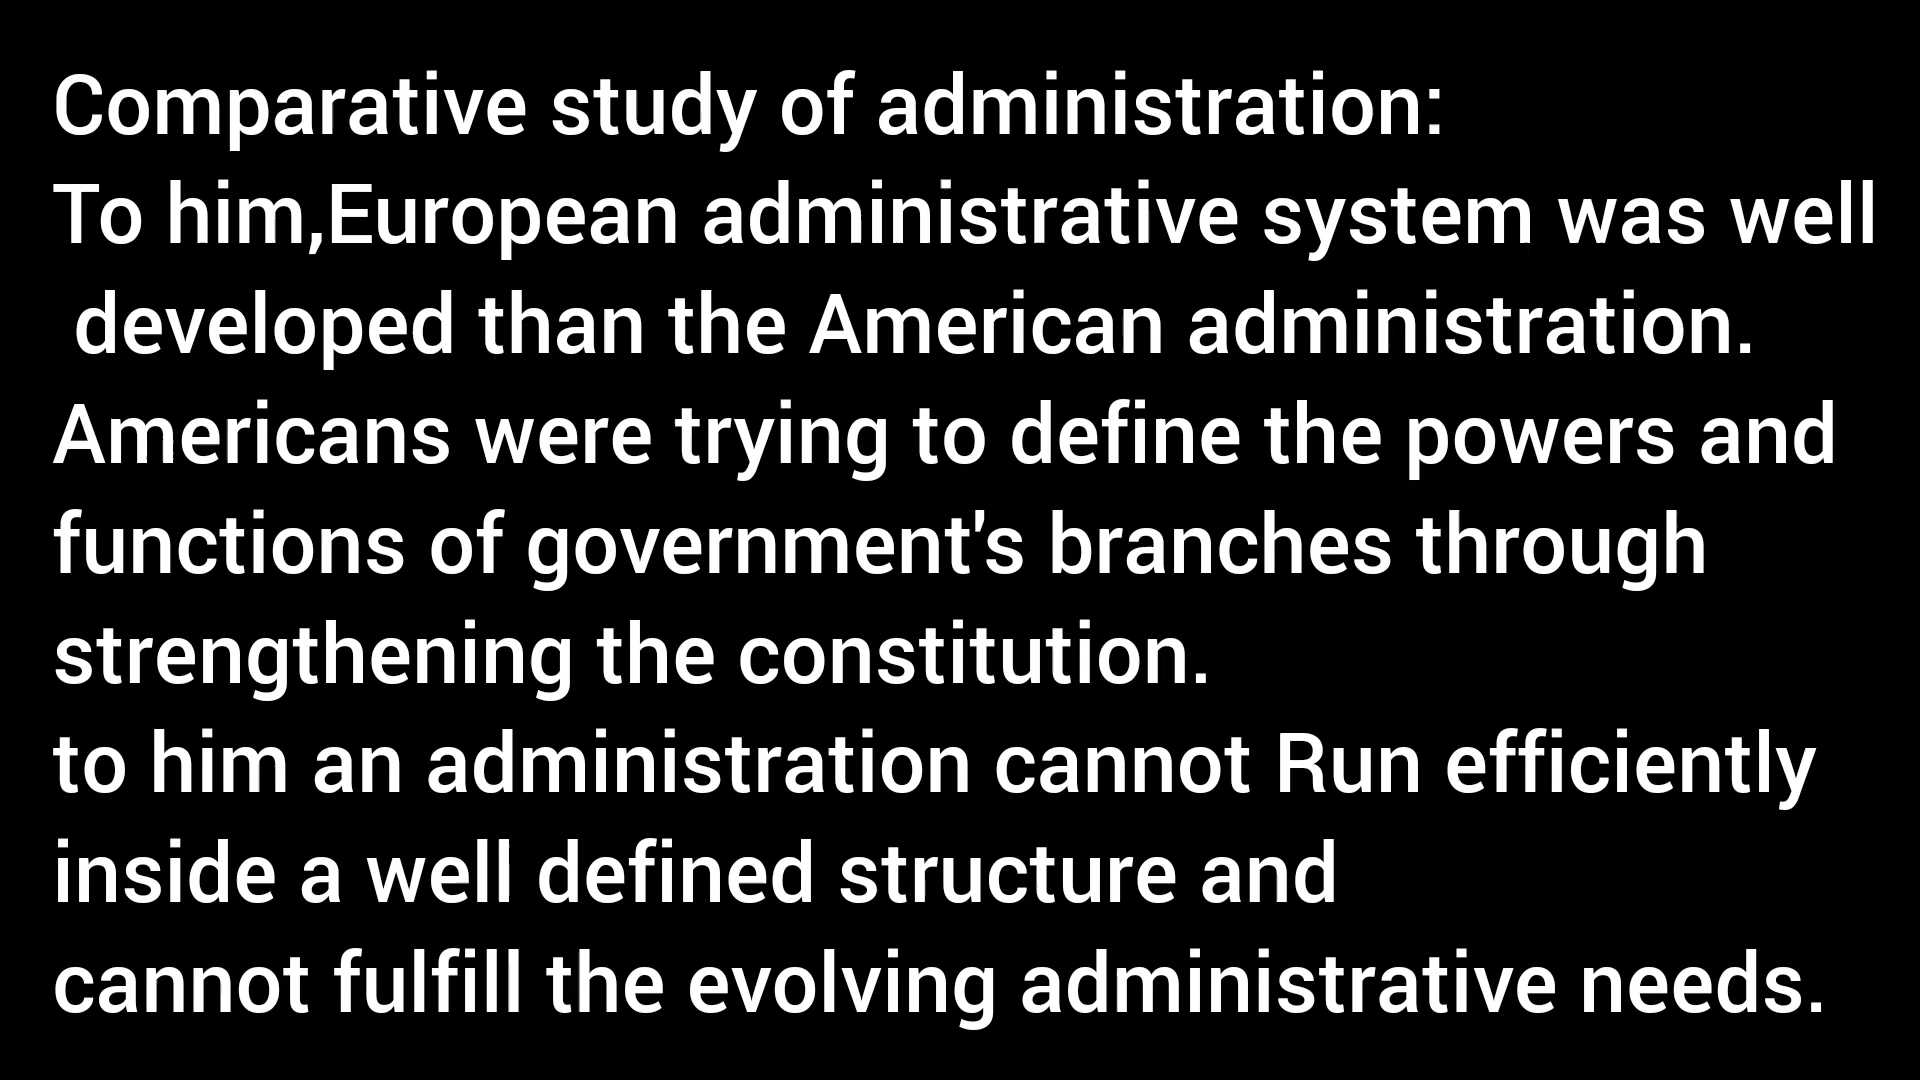 Comparative study of administration:
To him,European administrative system was well
developed than the American administration.
Americans were trying to define the powers and
functions of government's branches through
strengthening the constitution.
to him an administration cannot Run efficiently
inside a well defined structure and
cannot fulfill the evolving administrative needs.